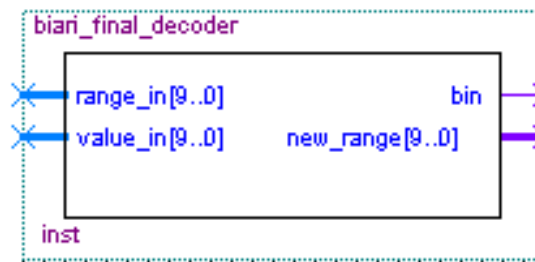 biari_final_decoder
range_in[9..0] bin
value_in[9..0] new_range[9..0]
inst